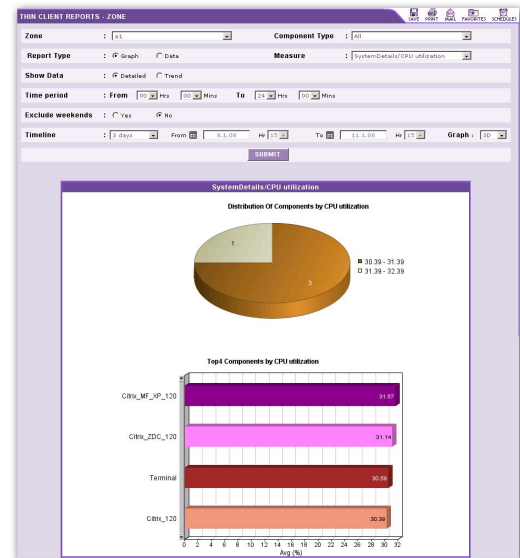 THIN CLIENT REPORTS - ZONE
SAVE PRINT MAIL FAVORITES SCHEDULES
Zone : a1 Component Type : All
Report Type : Graph Data Measure : SystemDetails/CPU utilization
Show Data : Detailed Trend
Time period : From 00 Hrs 00 Mins To 24 Hrs 00 Mins
Exclude weekends : Yes No
Timeline : 3 days From 8.1.08 Hr 15 To 11.1.08 Hr 15 Graph : 3D
SUBMIT
SystemDetails/CPU utilization
Distribution Of Components by CPU utilization
1
3
30.39 - 31.39
31.39 - 32.39
Top4 Components by CPU utilization
Citrix_MF_XP_120 31.67
Citrix_ZDC_120 31.14
Terminal 30.58
Citrix_120 30.39
0 2 4 6 8 10 12 14 16 18 20 22 24 26 28 30 32
Avg (%)